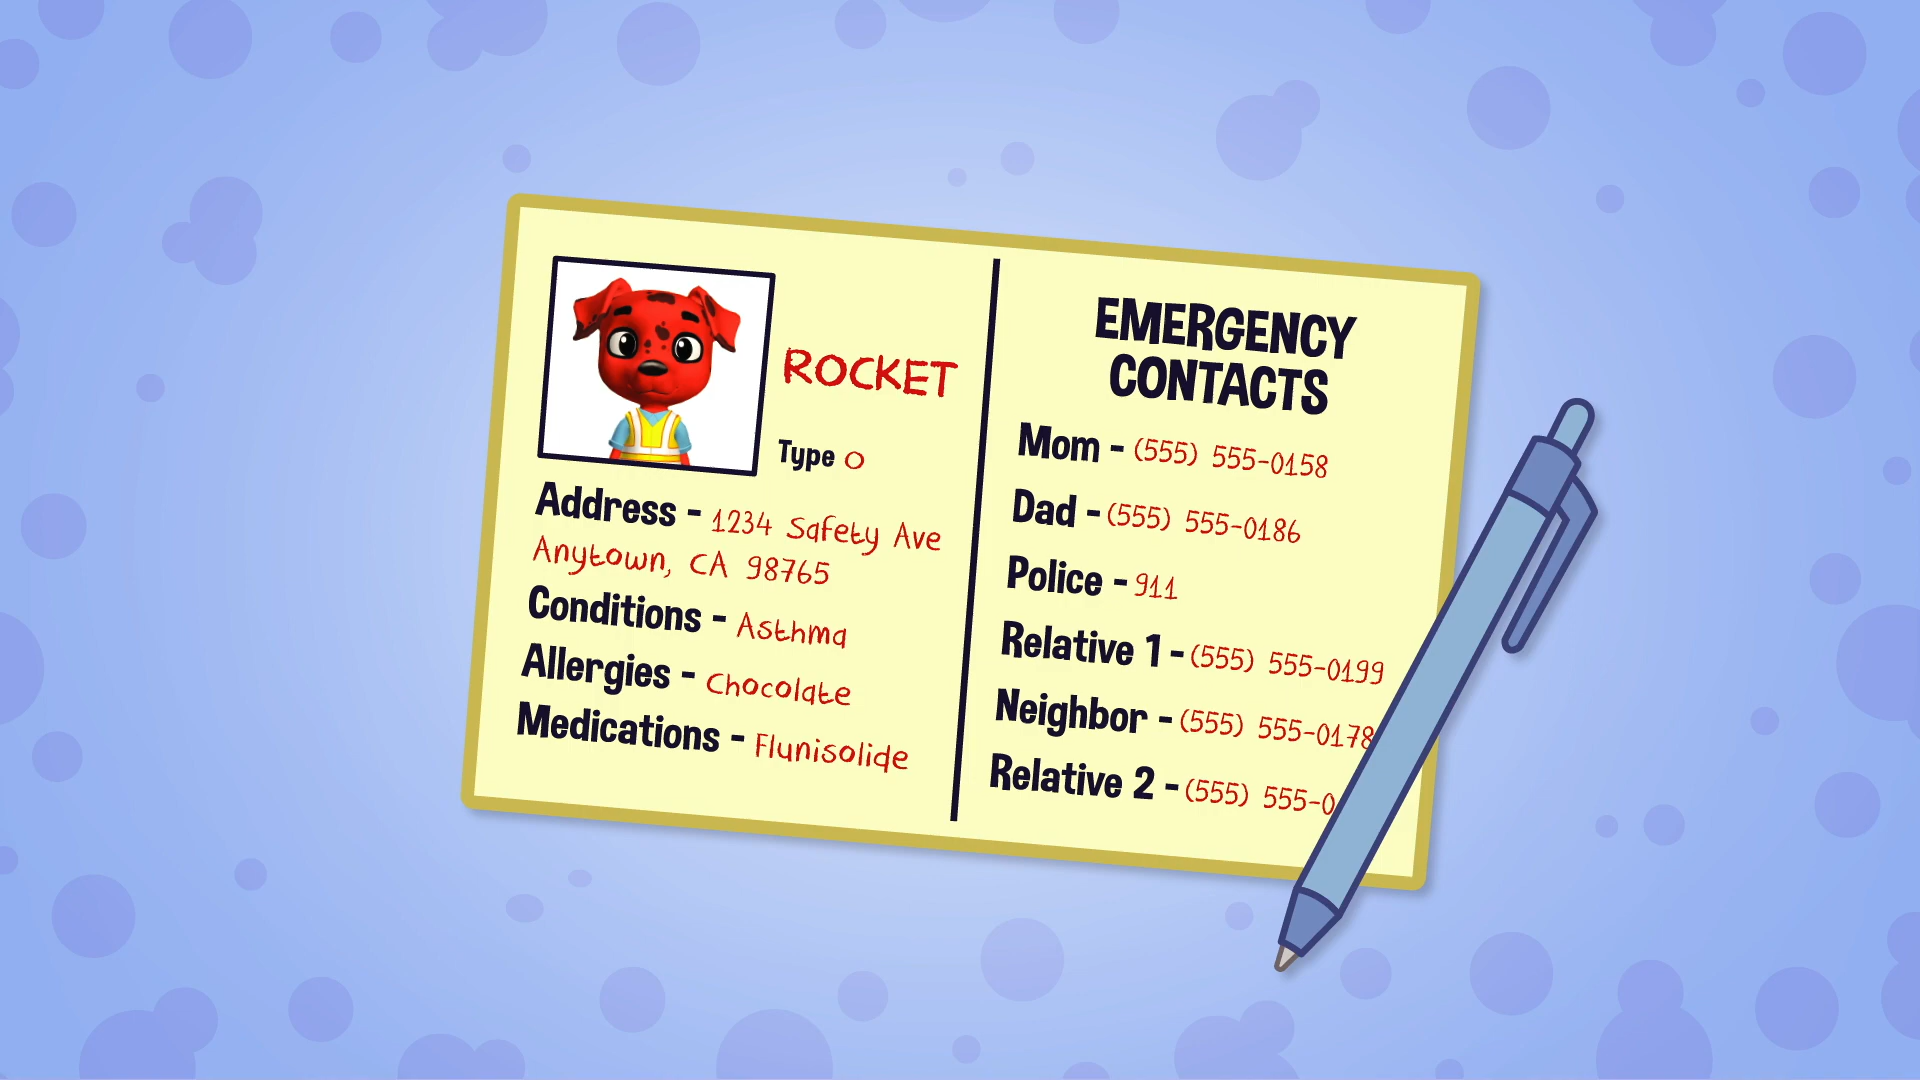 ROCKET
Type O
Address - 1234 Safety Ave
Anytown, CA 98765
Conditions - Asthma
Allergies - Chocolate
Medications - Flunisolide
EMERGENCY
CONTACTS
Mom - (555) 555-0158
Dad - (555) 555-0186
Police - 911
Relative 1 - (555) 555-0199
Neighbor - (555) 555-0178
Relative 2 - (555) 555-0